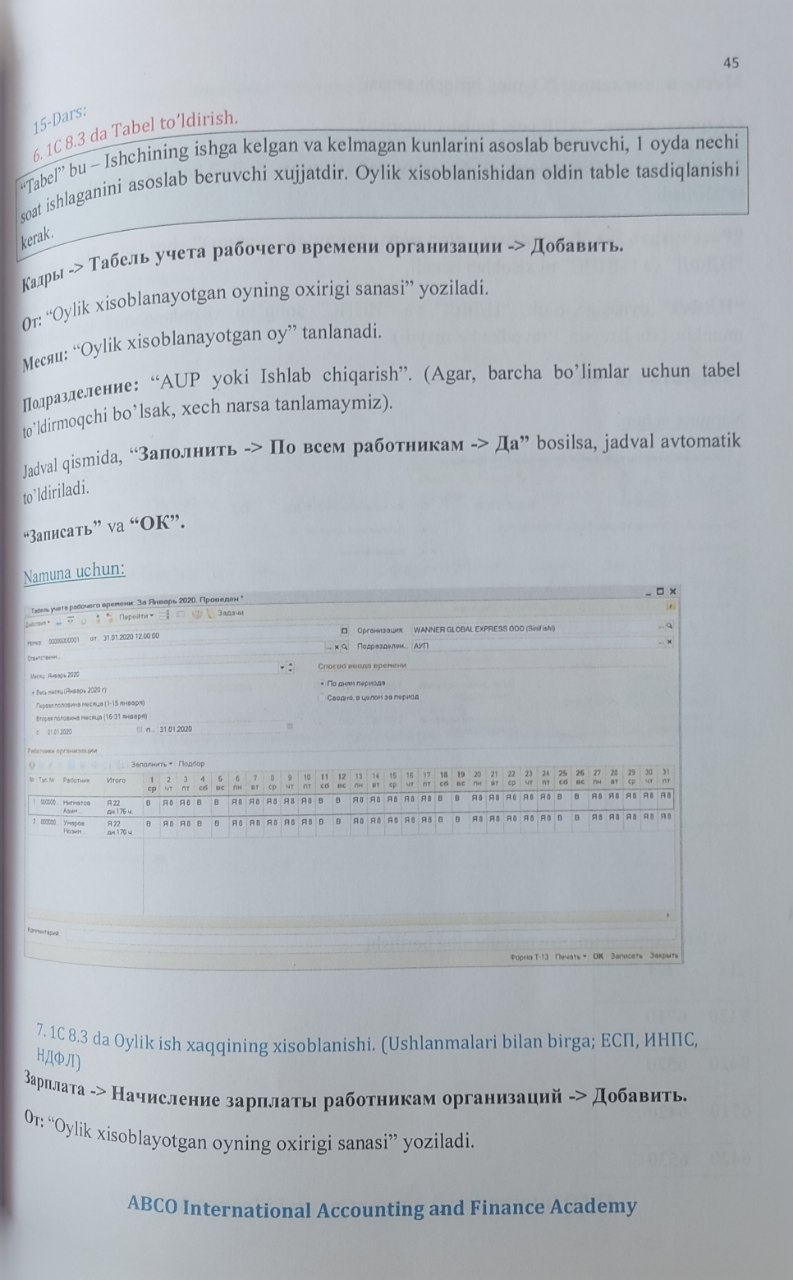 45
15-Dars:
6. 1C 8.3 da Tabel to’ldirish.
“Tabel” bu – Ishchining ishga kelgan va kelmagan kunlarini asoslab beruvchi, 1 oyda nechi
soat ishlaganini asoslab beruvchi xujjatdir. Oylik xisoblanishidan oldin table tasdiqlanishi
kerak.
Кадры -> Табель учета рабочего времени организации -> Добавить.
От: “Oylik xisoblanayotgan oyning oxirigi sanasi” yoziladi.
Месяц: “Oylik xisoblanayotgan oy” tanlanadi.
Подразделение: “AUP yoki Ishlab chiqarish”. (Agar, barcha bo’limlar uchun tabel
to’ldirmoqchi bo’lsak, xech narsa tanlamaymiz).
Jadval qismida, “Заполнить -> По всем работникам -> Да” bosilsa, jadval avtomatik
to’ldiriladi.
“Записать” va “OK”.
Namuna uchun:
Табель учета рабочего времени: За Январь 2020. Проведен *
Действия Перейти Задачи
Номер 00000000001 от 31.01.2020 12:00:00 Организация WANNER GLOBAL EXPRESS ООО (Sinf ishi)
Подразделен... АУП
Месяц Январь 2020 Способ ввода времени
Весь месяц (Январь 2020 г) По дням периода
Первая половина месяца (1-15 января) Сводно, в целом за период
Вторая половина месяца (16-31 января)
с 01.01.2020 п... 31.01.2020
Работники организации
Заполнить Подбор
№ Таб.№ Работник Итого 1 2 3 4 5 6 7 8 9 10 11 12 13 14 15 16 17 18 19 20 21 22 23 24 25 26 27 28 29 30 31
ср чт пт сб вс пн вт ср чт пт сб вс пн вт ср чт пт сб вс пн вт ср чт пт сб вс пн вт ср чт пт
1 Я 22 В Я 8 Я 8 В В Я 8 Я 8 Я 8 Я 8 Я 8 В В Я 8 Я 8 Я 8 Я 8 Я 8 В В Я 8 Я 8 Я 8 Я 8 Я 8 В В Я 8 Я 8 Я 8 Я 8 Я 8
дн.176 ч.
2 Умаров Я 22 В Я 8 Я 8 В В Я 8 Я 8 Я 8 Я 8 Я 8 В В Я 8 Я 8 Я 8 Я 8 Я 8 В В Я 8 Я 8 Я 8 Я 8 Я 8 В В Я 8 Я 8 Я 8 Я 8 Я 8
дн.176 ч.
Комментарий:
Форма Т-13 Печать OK Записать Закрыть
7. 1C 8.3 da Oylik ish xaqqining xisoblanishi. (Ushlanmalari bilan birga; ЕСП, ИНПС,
НДФЛ)
Зарплата -> Начисление зарплаты работникам организаций -> Добавить.
От: “Oylik xisoblayotgan oyning oxirigi sanasi” yoziladi.
ABCO International Accounting and Finance Academy